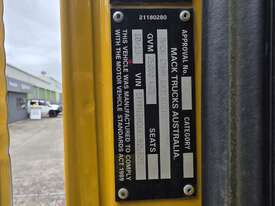 21180280
MACK TRUCKS AUSTRALIA.
APPROVAL No.
CATEGORY
GVM
SEATS
VIN
THIS VEHICLE WAS MANUFACTURED TO COMPLY
WITH THE MOTOR VEHICLE STANDARDS ACT 1989